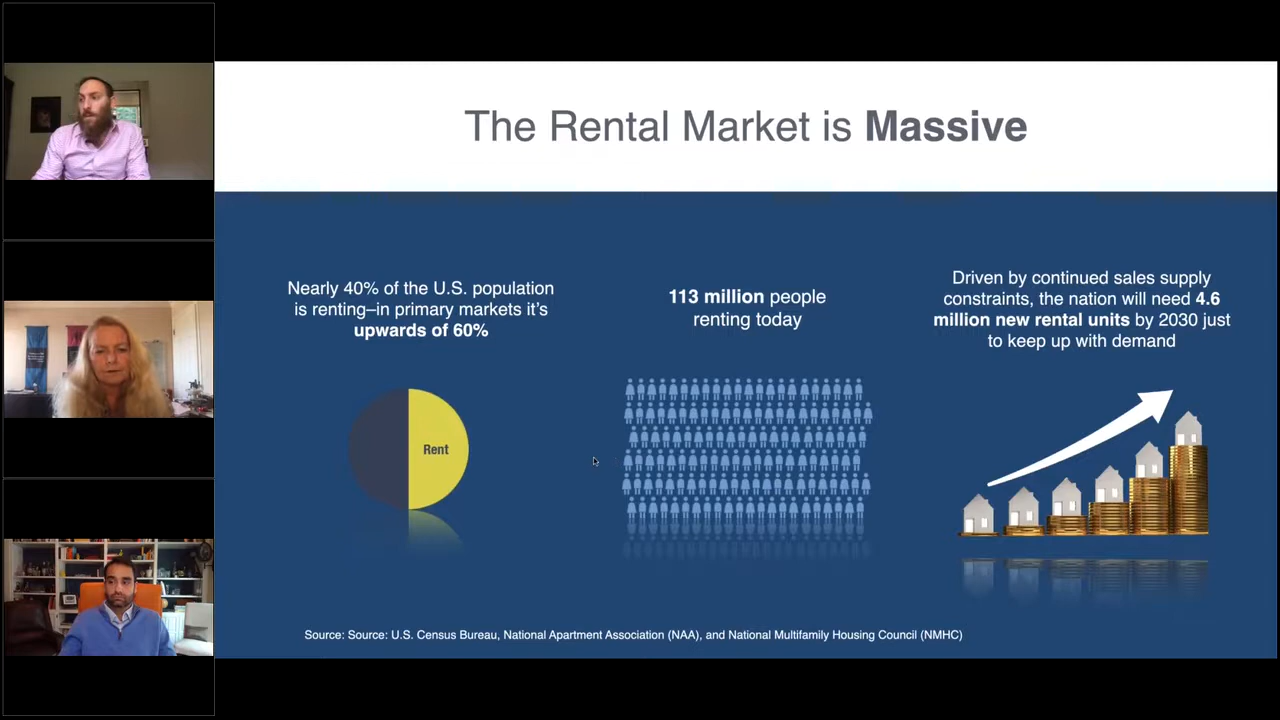 The Rental Market is Massive
Nearly 40% of the U.S. population
is renting–in primary markets it’s
upwards of 60%
Rent
113 million people
renting today
Driven by continued sales supply
constraints, the nation will need 4.6
million new rental units by 2030 just
to keep up with demand
Source: Source: U.S. Census Bureau, National Apartment Association (NAA), and National Multifamily Housing Council (NMHC)